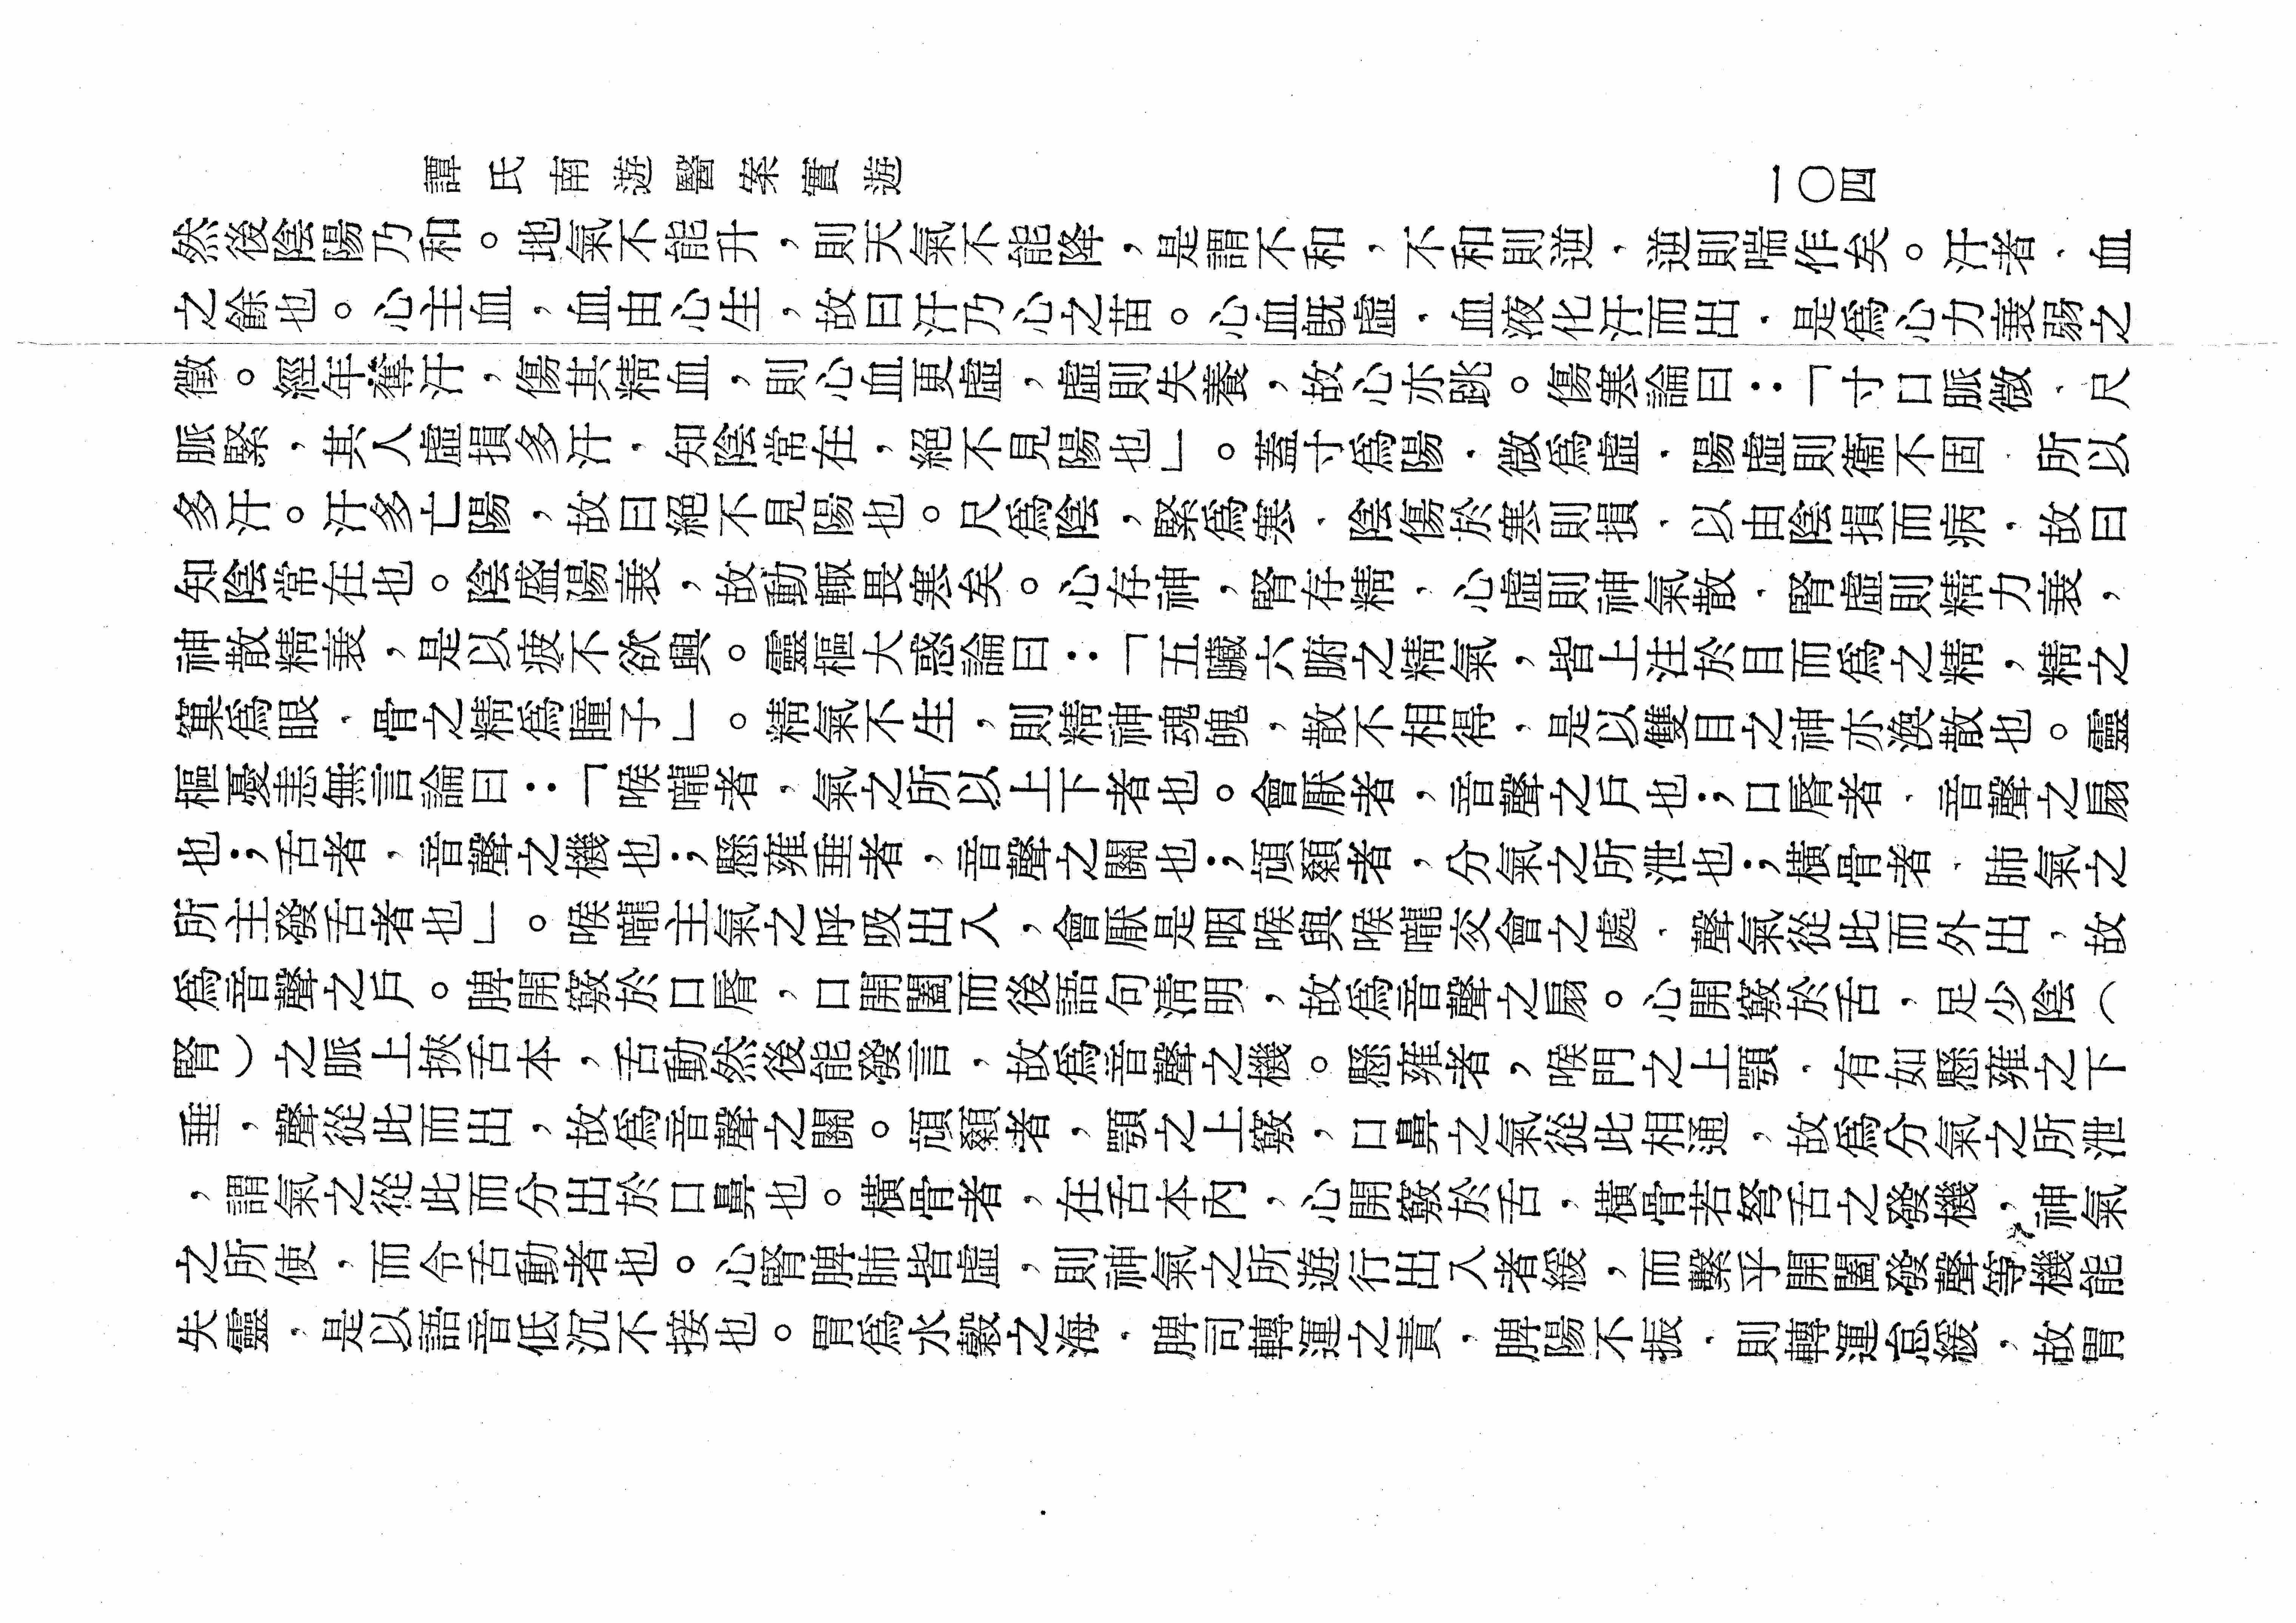 譚氏南遊醫案實遊
一〇四
然後陰陽乃和。地氣不能升，則天氣不能降，是謂不和，不和則逆，逆則喘作矣。汗者，血
之餘也。心主血，血由心生，故曰汗乃心之苗。心血既虛，血液化汗而出，是爲心力衰弱之
徵。經年奪汗，傷其精血，則心血更虛，虛則失養，故心亦跳。傷寒論曰：「寸口脈微，尺
脈緊，其人虛損多汗，知陰常在，絕不見陽也」。蓋寸爲陽，微爲虛，陽虛則衞不固，所以
多汗。汗多亡陽，故曰絕不見陽也。尺爲陰，緊爲寒，陰傷於寒則損，以由陰損而病，故曰
知陰常在也。陰盛陽衰，故動輒畏寒矣。心存神，腎存精，心虛則神氣散，腎虛則精力衰，
神散精衰，是以疲不欲興。靈樞大惑論曰：「五臟六腑之精氣，皆上注於目而爲之精，精之
窠爲眼，骨之精爲瞳子」。精氣不生，則精神魂魄，散不相得，是以雙目之神亦渙散也。靈
樞憂恚無言論曰：「喉嚨者，氣之所以上下者也。會厭者，音聲之戶也；口唇者，音聲之扇
也；舌者，音聲之機也；懸雍垂者，音聲之關也；頏顙者，分氣之所泄也；橫骨者，肺氣之
所主發舌者也」。喉嚨主氣之呼吸出入，會厭是咽喉與喉嚨交會之處，聲氣從此而外出，故
爲音聲之戶。脾開竅於口唇，口開闔而後語句清明，故爲音聲之扇。心開竅於舌，足少陰（
腎）之脈上挾舌本，舌動然後能發言，故爲音聲之機。懸雍者，喉門之上顎，有如懸雍之下
垂，聲從此而出，故爲音聲之關。頏顙者，顎之上竅，口鼻之氣從此相通，故爲分氣之所泄
，謂氣之從此而分出於口鼻也。橫骨者，在舌本內，心開竅於舌，橫骨若弩舌之發機，神氣
之所使，而令舌動者也。心腎脾肺皆虛，則神氣之所遊行出入者緩，而繫乎開闔發聲等機能
失靈，是以語音低沉不接也。胃爲水穀之海，脾司轉運之責，脾陽不振，則轉運怠緩，故胃